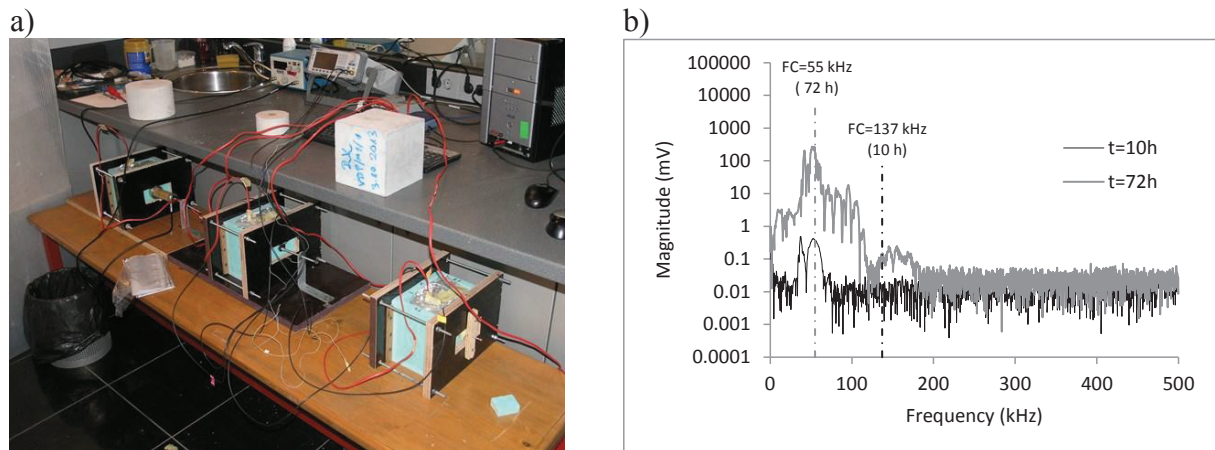 a)
b)
100000
10000
1000
100
10
1
0.1
0.01
0.001
0.0001
Magnitude (mV)
FC=55 kHz
( 72 h)
FC=137 kHz
(10 h)
t=10h
t=72h
0 100 200 300 400 500
Frequency (kHz)
2013